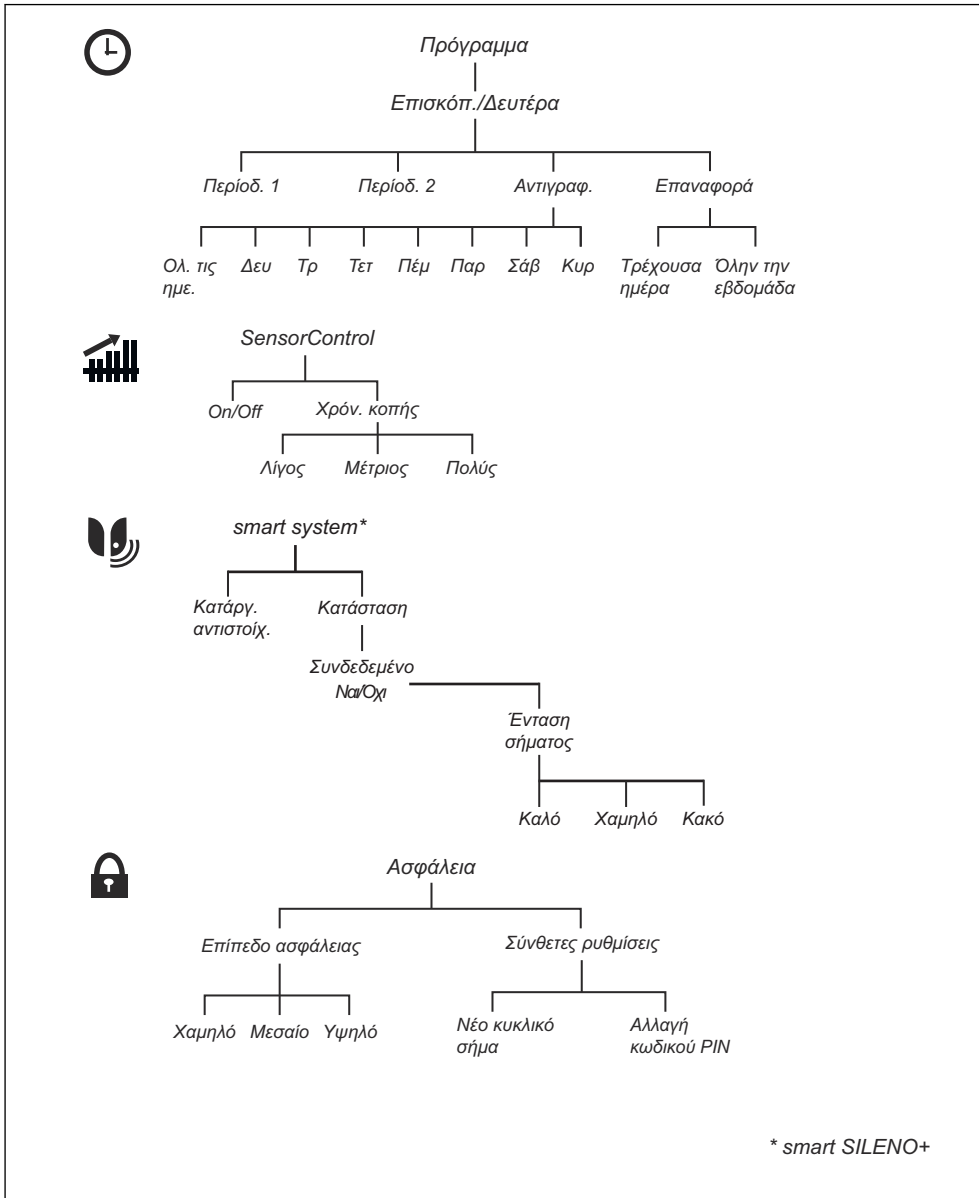 Πρόγραμμα
Επισκόπ./Δευτέρα
Περίοδ. 1 Περίοδ. 2 Αντιγραφ. Επαναφορά
Ολ. τις Δευ Τρ Τετ Πέμ Παρ Σάβ Κυρ Τρέχουσα Όλην την
ημε. ημέρα εβδομάδα
SensorControl
On/Off Χρόν. κοπής
Λίγος Μέτριος Πολύς
smart system*
Κατάργ. Κατάσταση
αντιστοίχ.
Συνδεδεμένο
Ναι/Όχι
Ένταση
σήματος
Καλό Χαμηλό Κακό
Ασφάλεια
Επίπεδο ασφάλειας Σύνθετες ρυθμίσεις
Χαμηλό Μεσαίο Υψηλό Νέο κυκλικό Αλλαγή
σήμα κωδικού PIN
* smart SILENO+